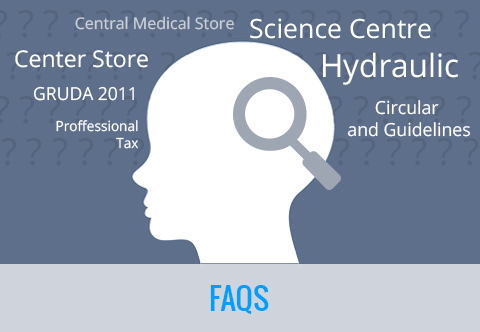 Central Medical Store
Science Centre
Center Store
Hydraulic
GRUDA 2011
Circular
and Guidelines
Proffessional
Tax
FAQS